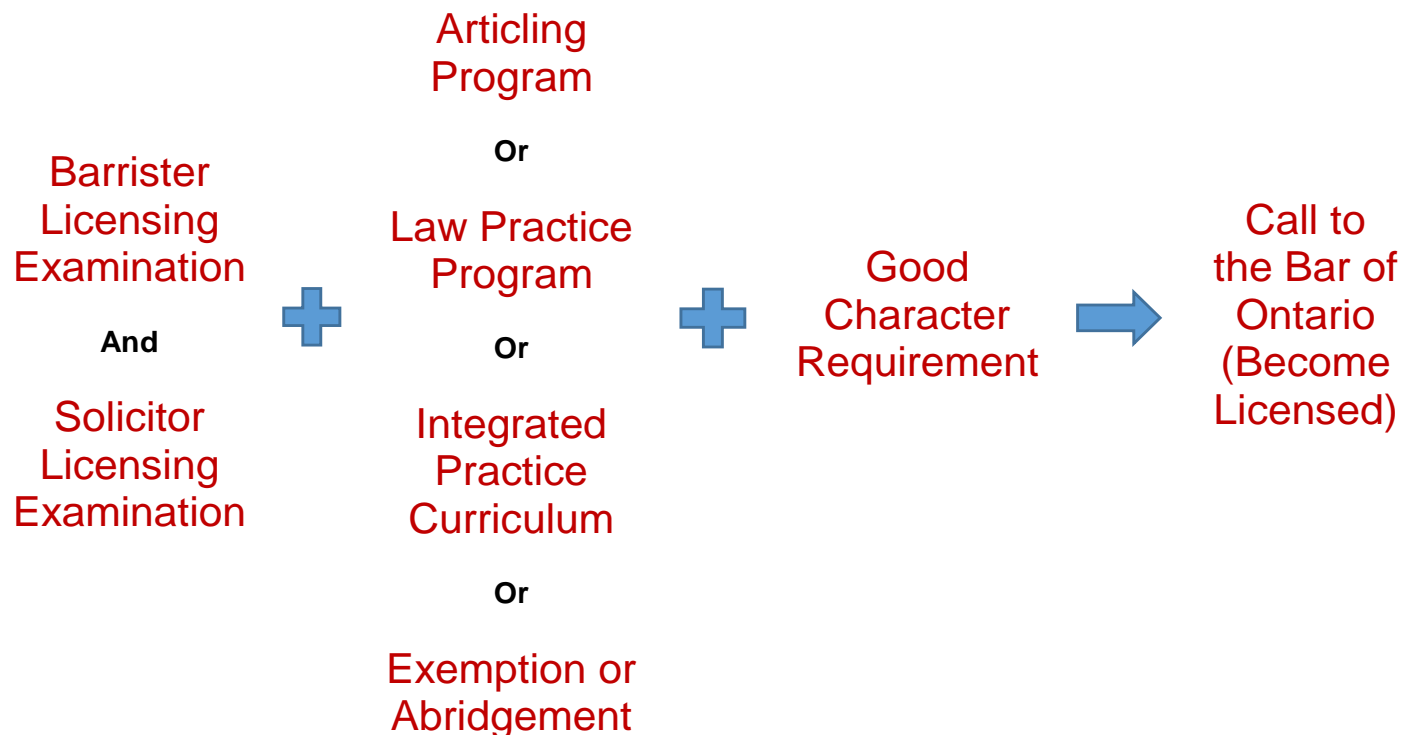 Barrister
Licensing
Examination
And
Solicitor
Licensing
Examination
Articling
Program
Or
Law Practice
Program
Or
Integrated
Practice
Curriculum
Or
Exemption or
Abridgement
Good
Character
Requirement
Call to
the Bar of
Ontario
(Become
Licensed)